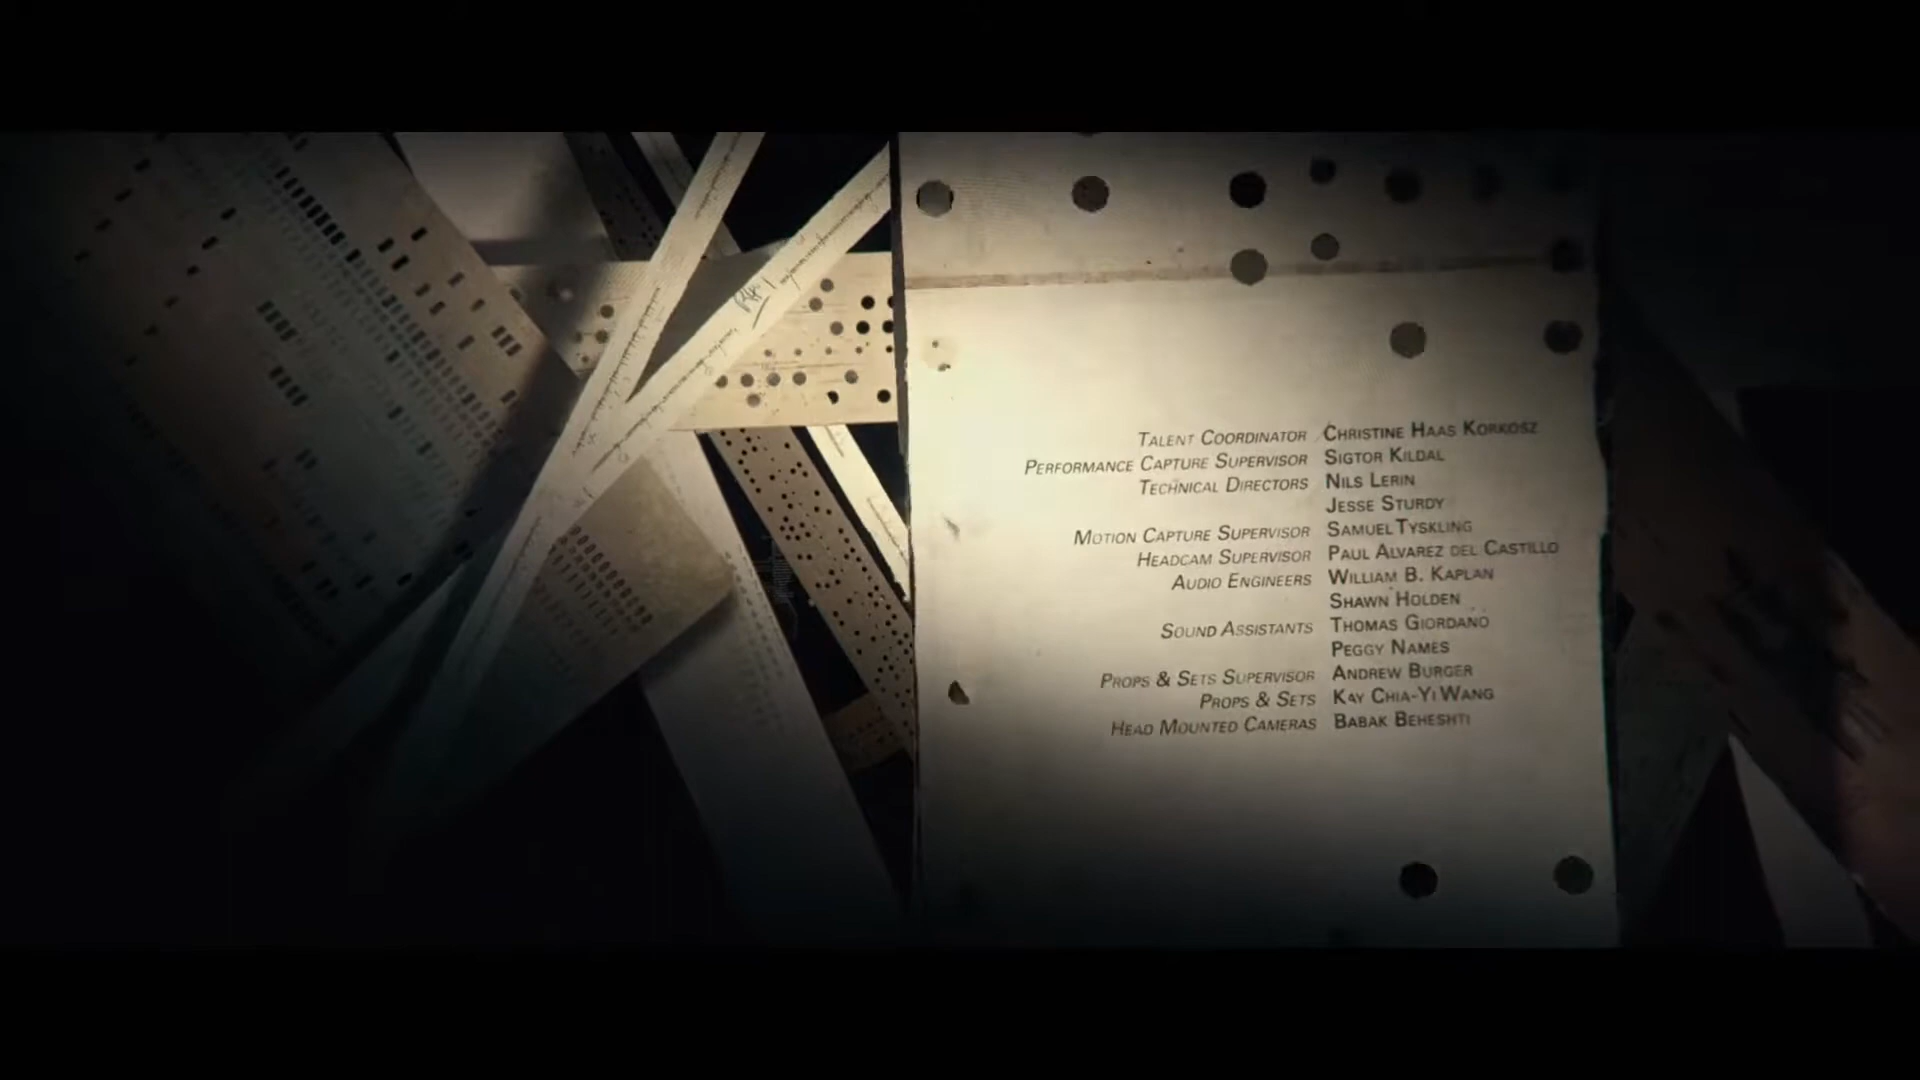 TALENT COORDINATOR CHRISTINE HAAS KORKOSZ
PERFORMANCE CAPTURE SUPERVISOR SIGTOR KILDAL
TECHNICAL DIRECTORS NILS LERIN
JESSE STURDY
MOTION CAPTURE SUPERVISOR SAMUEL TYSKLING
HEADCAM SUPERVISOR PAUL ALVAREZ DEL CASTILLO
AUDIO ENGINEERS WILLIAM B. KAPLAN
SHAWN HOLDEN
SOUND ASSISTANTS THOMAS GIORDANO
PEGGY NAMES
PROPS & SETS SUPERVISOR ANDREW BURGER
PROPS & SETS KAY CHIA-YI WANG
HEAD MOUNTED CAMERAS BABAK BEHESHTI